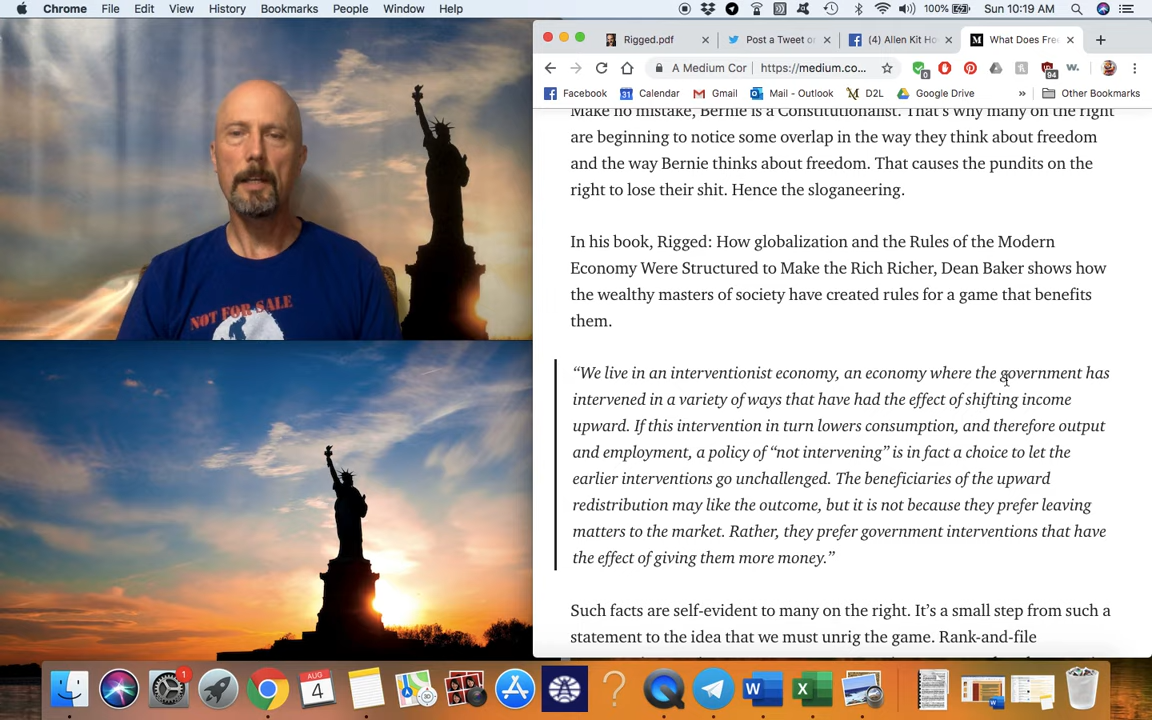 Chrome File Edit View History Bookmarks People Window Help 100% Sun 10:19 AM
Rigged.pdf Post a Tweet or (4) Allen Kit Ho What Does Fre
A Medium Cor https://medium.co... 0 94 W.
Facebook 31 Calendar Gmail Mail - Outlook D2L Google Drive » Other Bookmarks
Make no mistake, Bernie is a Constitutionalist. That’s why many on the right
are beginning to notice some overlap in the way they think about freedom
and the way Bernie thinks about freedom. That causes the pundits on the
right to lose their shit. Hence the sloganeering.
In his book, Rigged: How globalization and the Rules of the Modern
Economy Were Structured to Make the Rich Richer, Dean Baker shows how
the wealthy masters of society have created rules for a game that benefits
them.
“We live in an interventionist economy, an economy where the government has
intervened in a variety of ways that have had the effect of shifting income
upward. If this intervention in turn lowers consumption, and therefore output
and employment, a policy of “not intervening” is in fact a choice to let the
earlier interventions go unchallenged. The beneficiaries of the upward
redistribution may like the outcome, but it is not because they prefer leaving
matters to the market. Rather, they prefer government interventions that have
the effect of giving them more money.”
Such facts are self-evident to many on the right. It’s a small step from such a
statement to the idea that we must unrig the game. Rank-and-file
NOT FOR SALE
AUG
4
1
3D
W
X